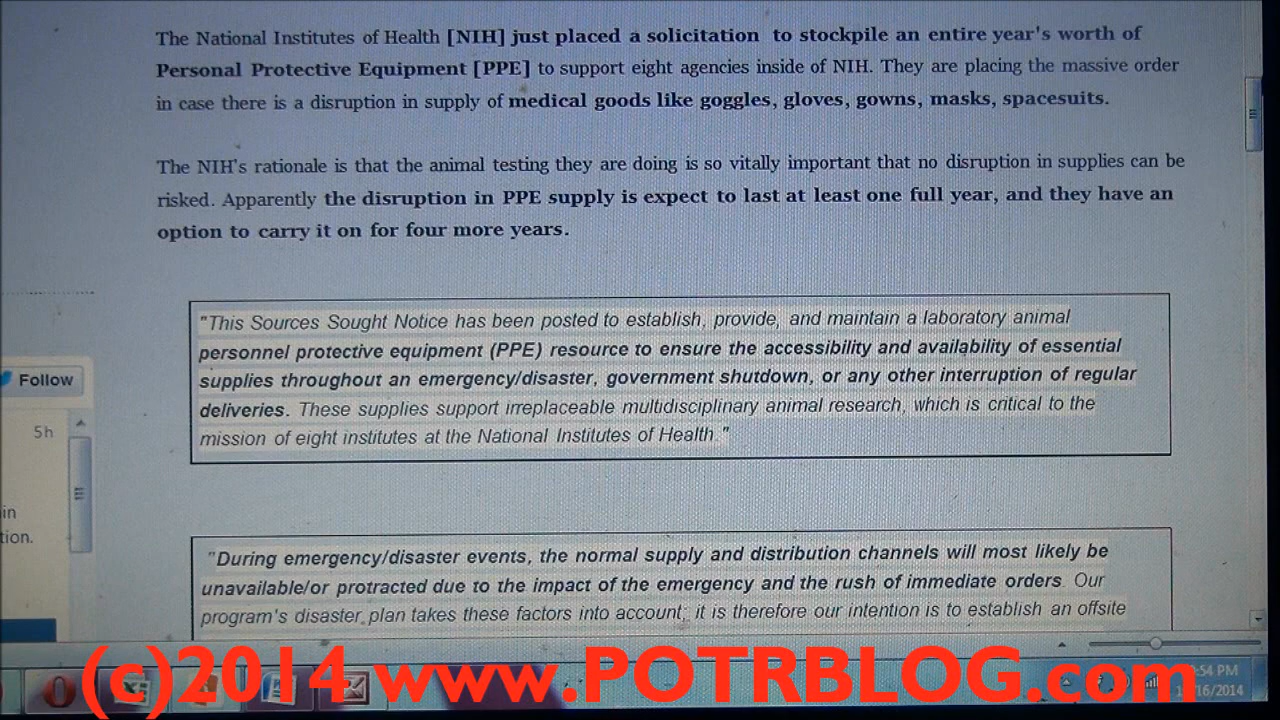 The National Institutes of Health [NIH] just placed a solicitation to stockpile an entire year's worth of
Personal Protective Equipment [PPE] to support eight agencies inside of NIH. They are placing the massive order
in case there is a disruption in supply of medical goods like goggles, gloves, gowns, masks, spacesuits.
The NIH's rationale is that the animal testing they are doing is so vitally important that no disruption in supplies can be
risked. Apparently the disruption in PPE supply is expect to last at least one full year, and they have an
option to carry it on for four more years.
"This Sources Sought Notice has been posted to establish, provide, and maintain a laboratory animal
personnel protective equipment (PPE) resource to ensure the accessibility and availability of essential
supplies throughout an emergency/disaster, government shutdown, or any other interruption of regular
deliveries. These supplies support irreplaceable multidisciplinary animal research, which is critical to the
mission of eight institutes at the National Institutes of Health."
Follow
5h
in
tion.
"During emergency/disaster events, the normal supply and distribution channels will most likely be
unavailable/or protracted due to the impact of the emergency and the rush of immediate orders. Our
program's disaster plan takes these factors into account; it is therefore our intention is to establish an offsite
(c)2014 www.POTRBLOG.com
:54 PM
16/2014